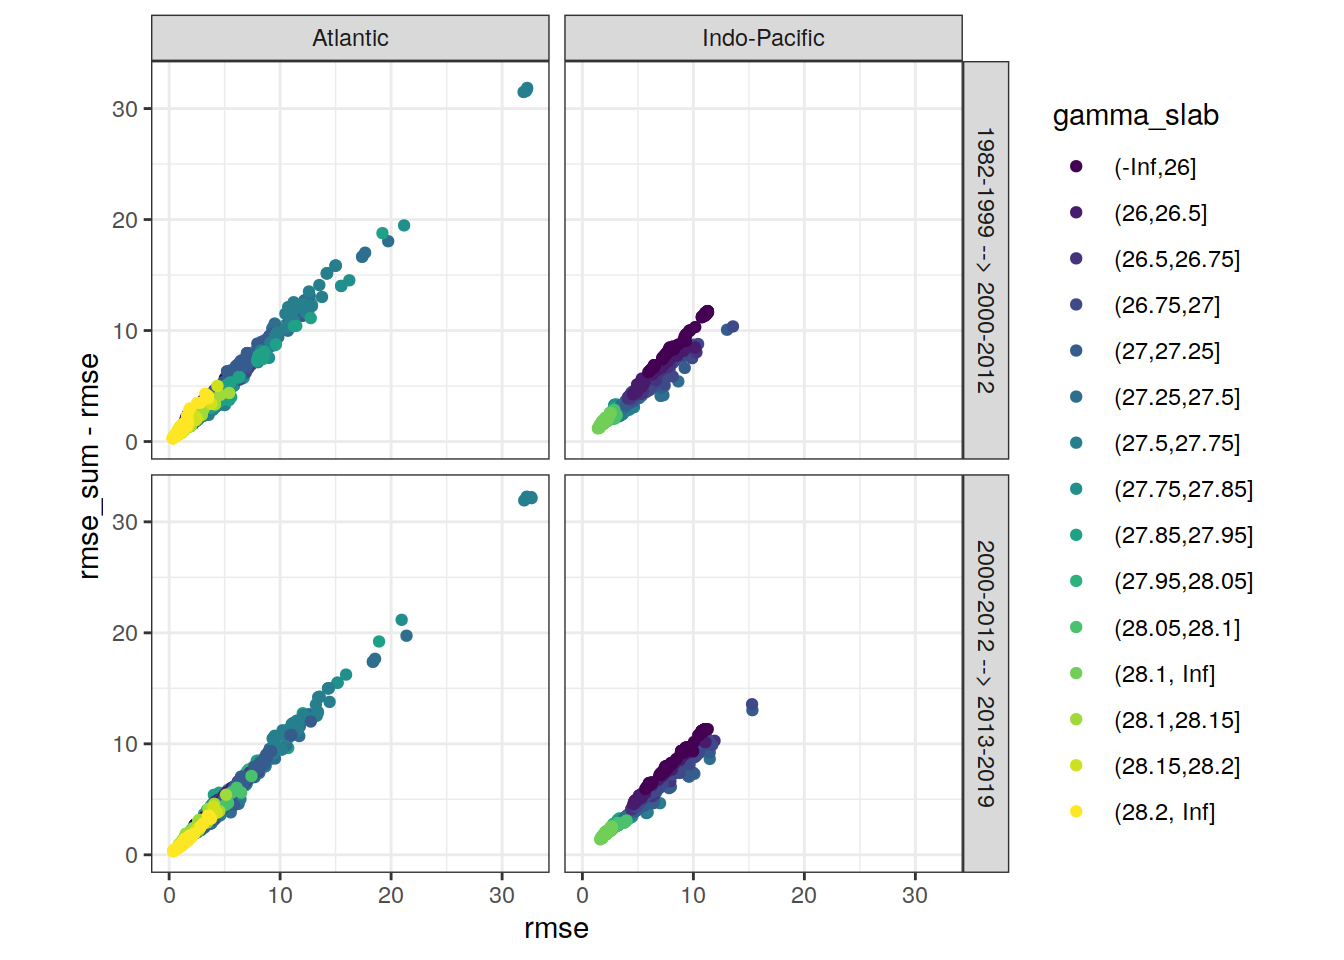 Atlantic
Indo-Pacific
30
20
10
0
1982-1999 --> 2000-2012
30
20
10
0
2000-2012 --> 2013-2019
0 10 20 30
0 10 20 30
rmse
rmse_sum - rmse
gamma_slab
(-Inf,26]
(26,26.5]
(26.5,26.75]
(26.75,27]
(27,27.25]
(27.25,27.5]
(27.5,27.75]
(27.75,27.85]
(27.85,27.95]
(27.95,28.05]
(28.05,28.1]
(28.1, Inf]
(28.1,28.15]
(28.15,28.2]
(28.2, Inf]